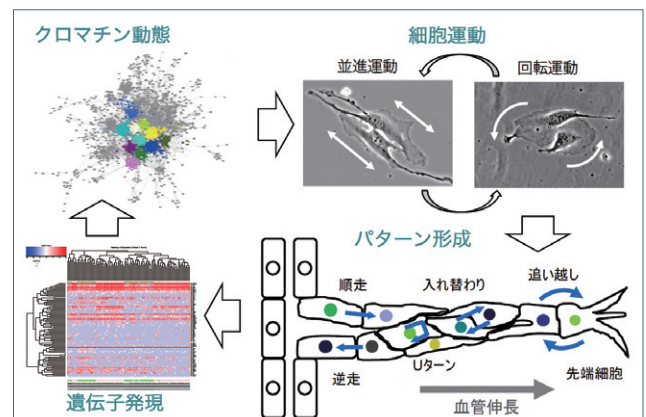 クロマチン動態
細胞運動
並進運動
回転運動
パターン形成
順走
入れ替わり
追い越し
逆走
Uターン
先端細胞
血管伸長
遺伝子発現